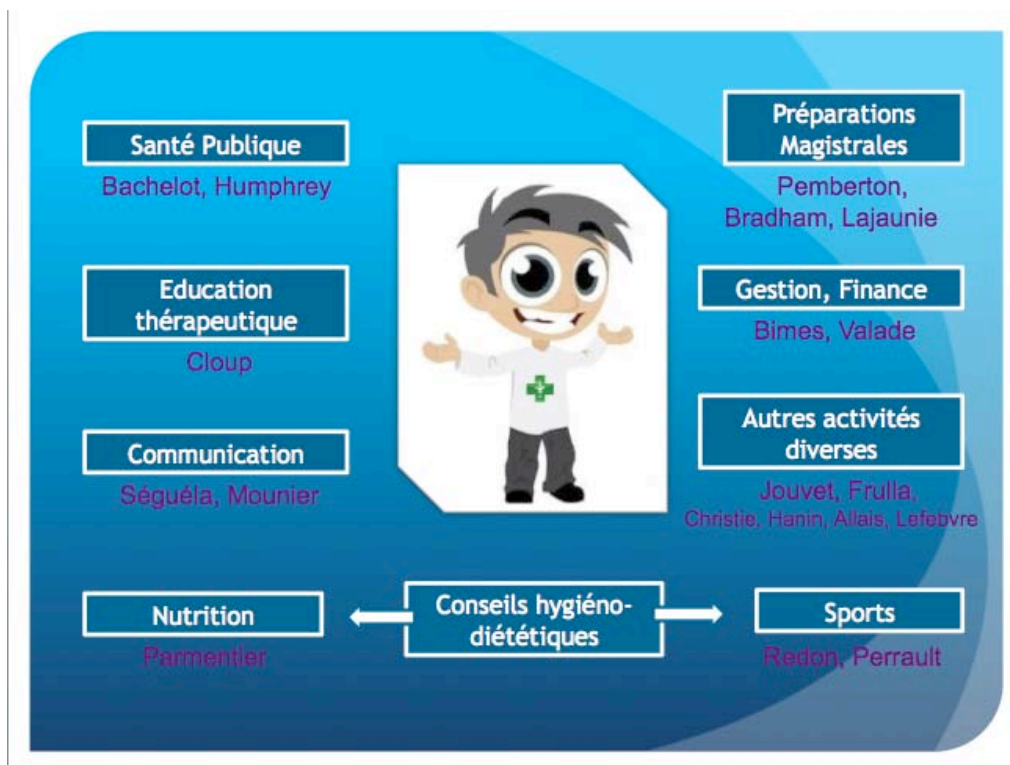 Santé Publique
Bachelot, Humphrey
Education
thérapeutique
Cloup
Communication
Séguéla, Mounier
Nutrition
Parmentier
Conseils hygiéno-
diététiques
Préparations
Magistrales
Pemberton,
Bradham, Lajaunie
Gestion, Finance
Bimes, Valade
Autres activités
diverses
Jouvet, Frulla,
Christie, Hanin, Allais, Lefebvre
Sports
Redon, Perrault